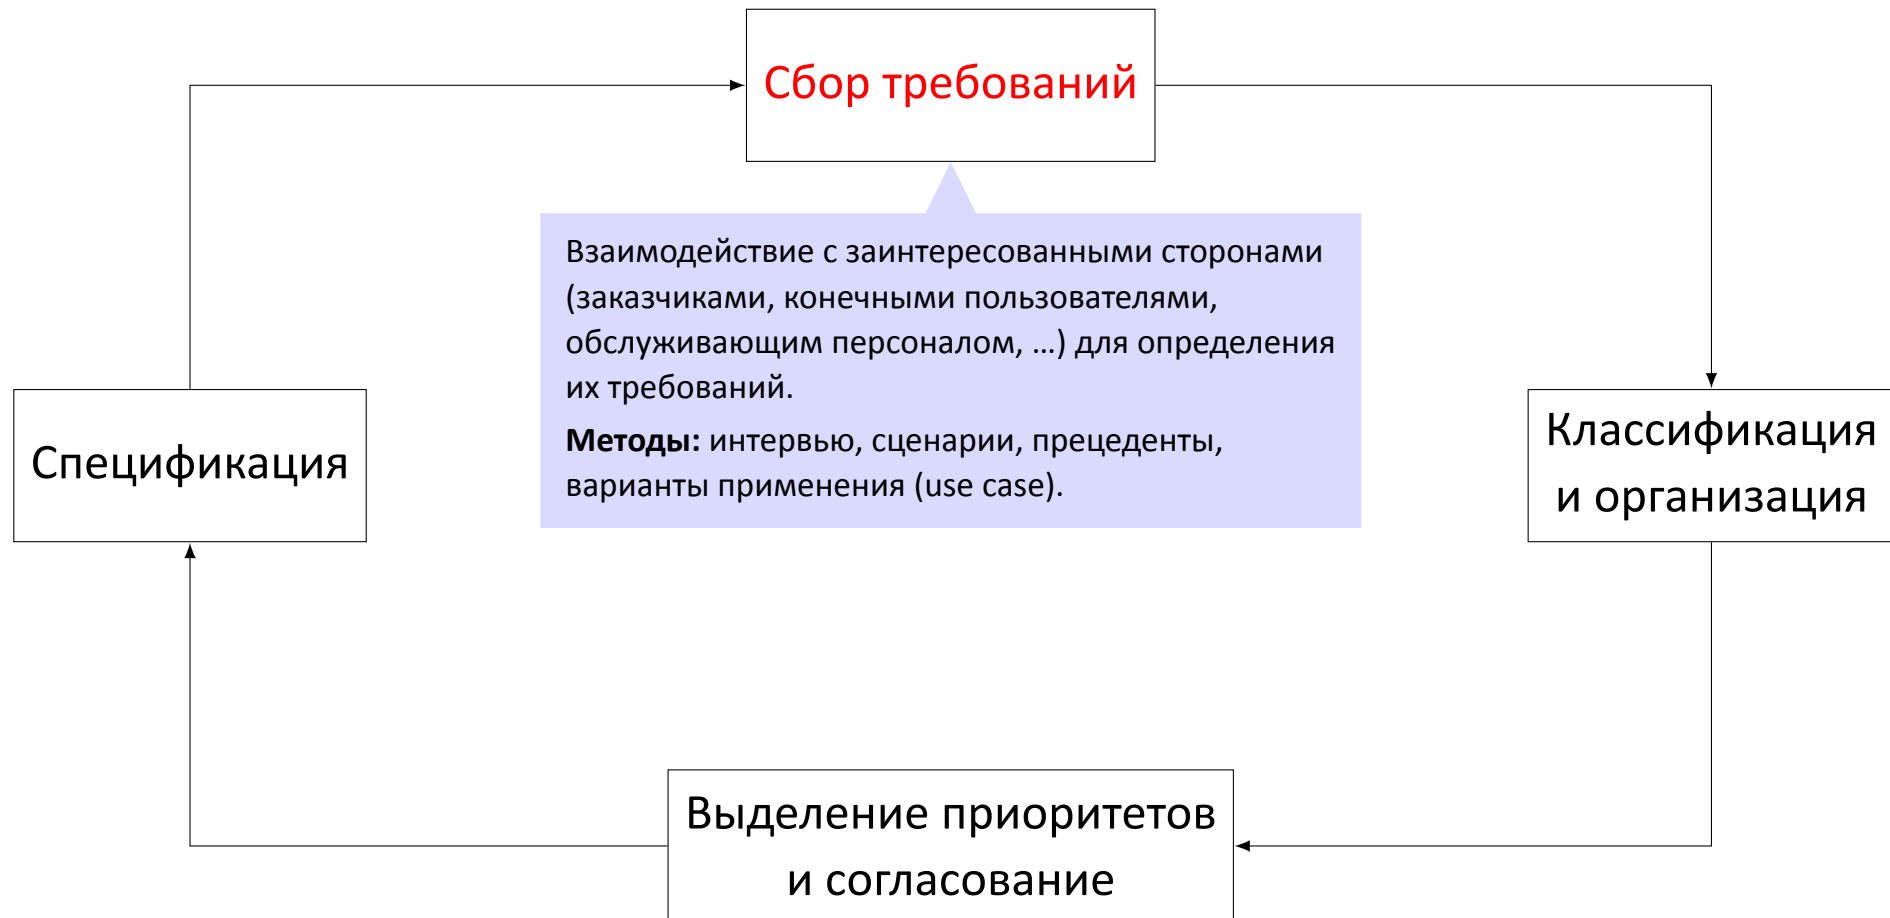 Сбор требований
Взаимодействие с заинтересованными сторонами
(заказчиками, конечными пользователями,
обслуживающим персоналом, …) для определения
их требований.
Методы: интервью, сценарии, прецеденты,
варианты применения (use case).
Спецификация
Классификация
и организация
Выделение приоритетов
и согласование